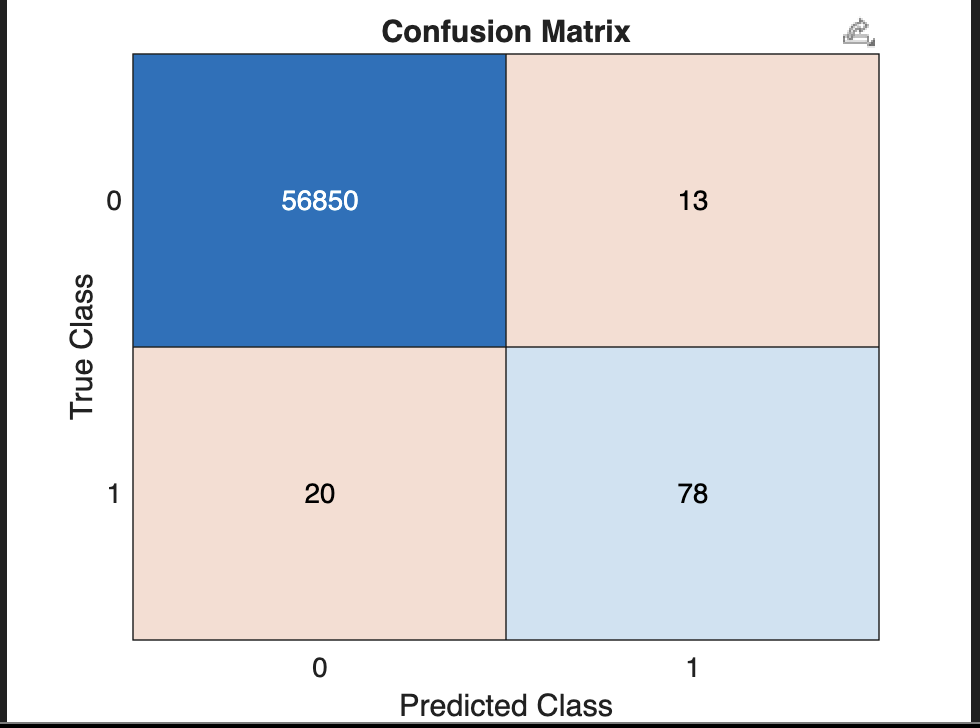 Confusion Matrix
0
56850
13
True Class
1
20
78
0
1
Predicted Class